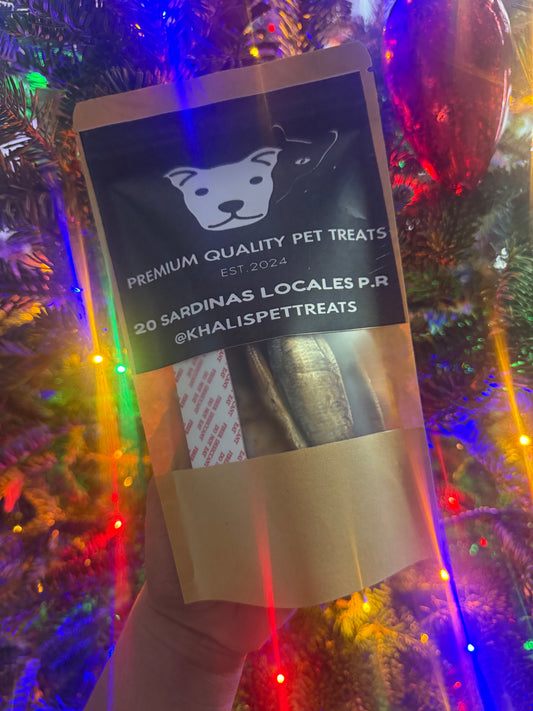 PREMIUM QUALITY PET TREATS
EST.2024
20 SARDINAS LOCALES P.R
@KHALISPETTREATS